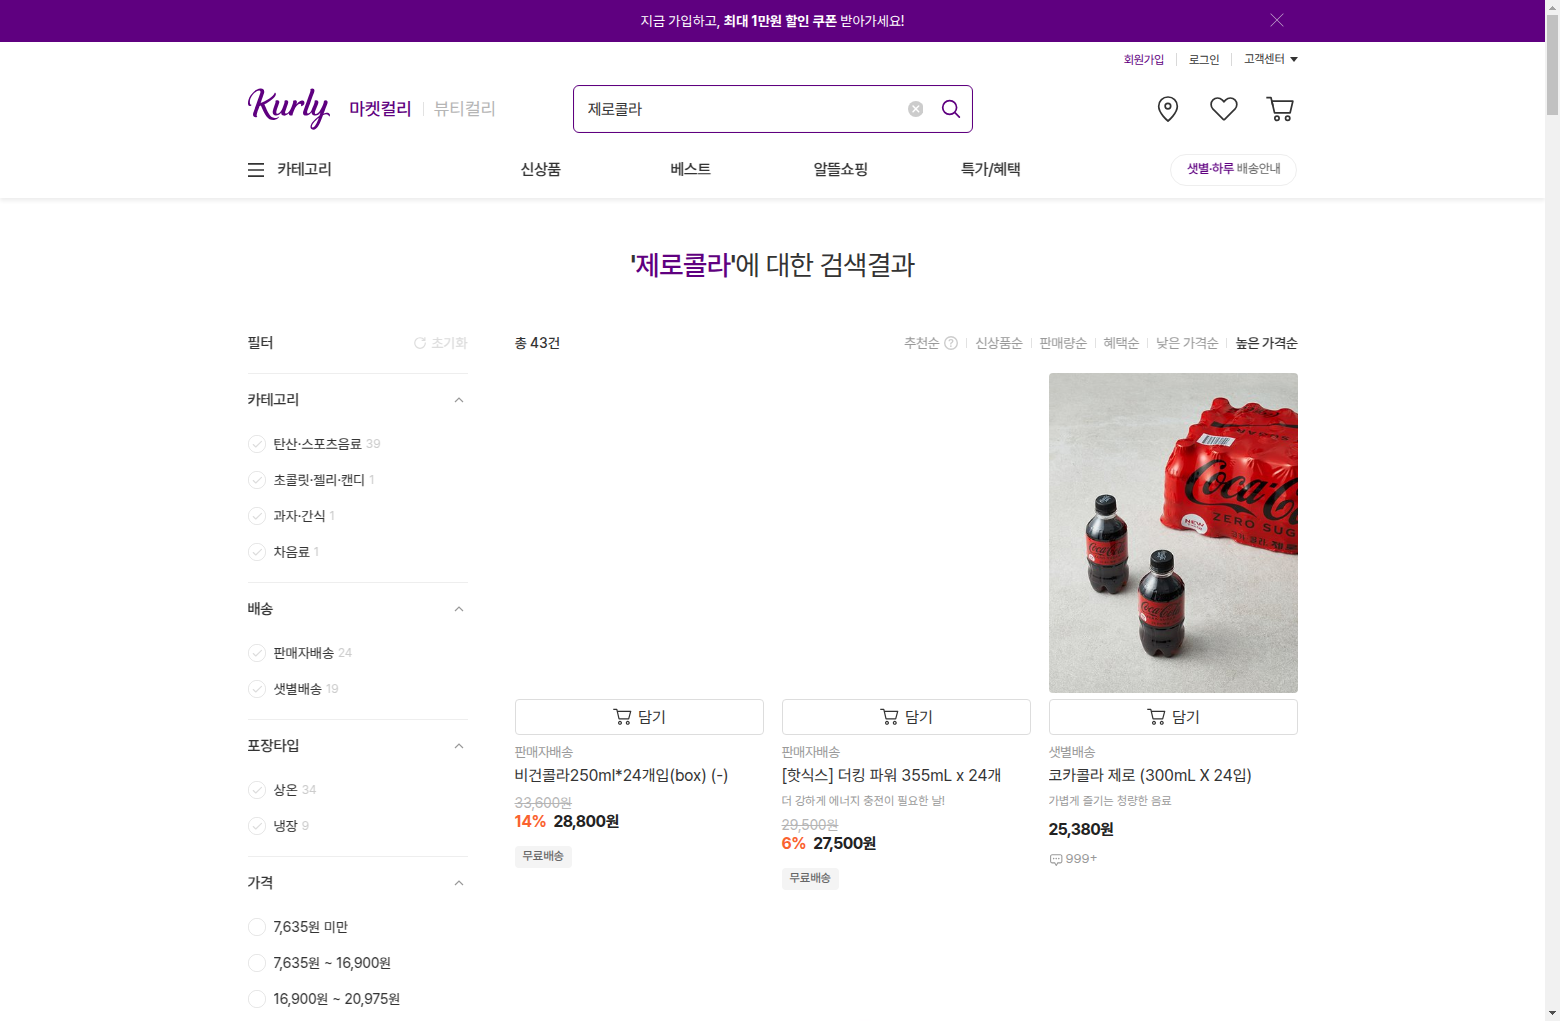 지금 가입하고, 최대 1만원 할인 쿠폰 받아가세요!
회원가입
로그인
고객센터
Kurly
마켓컬리
뷰티컬리
제로콜라
카테고리
신상품
베스트
알뜰쇼핑
특가/혜택
샛별·하루 배송안내
'제로콜라'에 대한 검색결과
필터
초기화
총 43건
추천순
신상품순
판매량순
혜택순
낮은 가격순
높은 가격순
카테고리
탄산·스포츠음료 39
초콜릿·젤리·캔디 1
과자·간식 1
차음료 1
배송
판매자배송 24
샛별배송 19
포장타입
상온 34
냉장 9
가격
7,635원 미만
7,635원 ~ 16,900원
16,900원 ~ 20,975원
담기
판매자배송
비건콜라250ml*24개입(box) (-)
33,600원
14% 28,800원
무료배송
담기
판매자배송
[핫식스] 더킹 파워 355mL x 24개
더 강하게 에너지 충전이 필요한 날!
29,500원
6% 27,500원
무료배송
Coca-Cola
ZERO SUG
NEW
Coca-Cola
Coca-Cola
담기
샛별배송
코카콜라 제로 (300mL X 24입)
가볍게 즐기는 청량한 음료
25,380원
999+